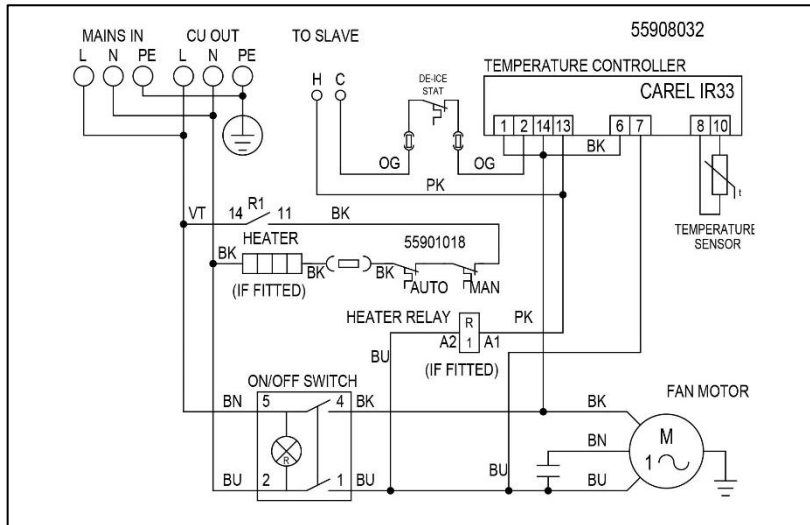 55908032
MAINS IN CU OUT TO SLAVE
L N PE L N PE H C
DE-ICE
STAT
TEMPERATURE CONTROLLER
CAREL IR33
1 2 14 13 6 7 8 10
BK
OG OG
PK
t
TEMPERATURE
SENSOR
VT 14 R1 11 BK
HEATER
55901018
BK BK BK
AUTO MAN
(IF FITTED)
HEATER RELAY R PK
A2 1 A1
BU
(IF FITTED)
ON/OFF SWITCH
FAN MOTOR
BN 5 4 BK BK
BN
M
1
R
BU 2 1 BU BU BU